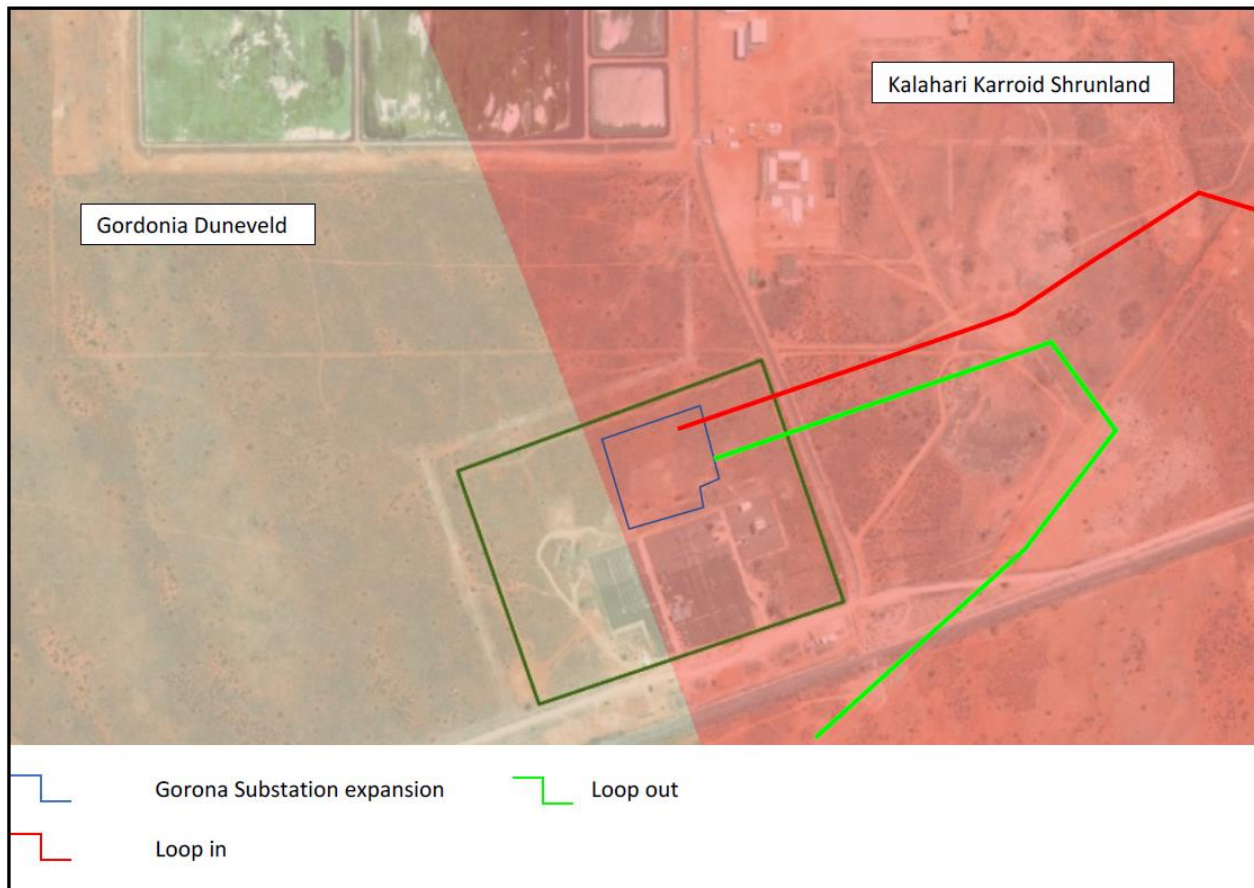 Kalahari Karroid Shrunland
Gordonia Duneveld
Gorona Substation expansion
Loop out
Loop in